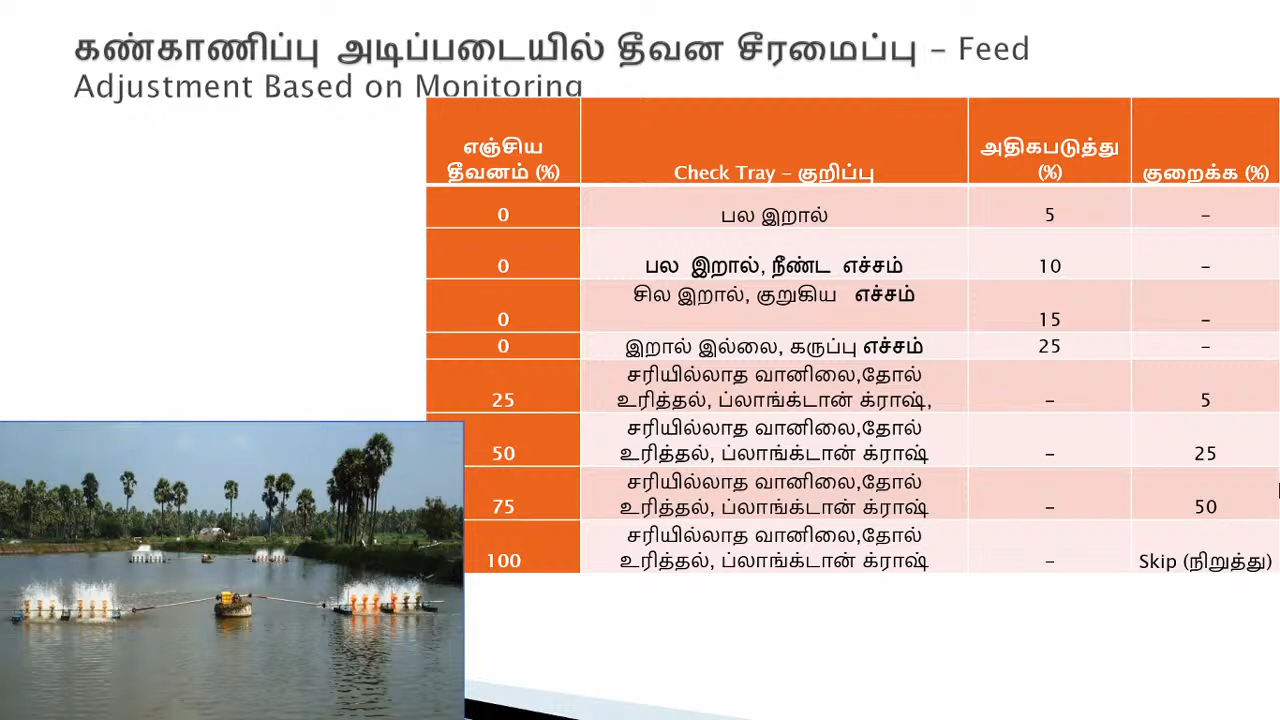 கண்காணிப்பு அடிப்படையில் தீவன சீரமைப்பு – Feed
Adjustment Based on Monitoring
எஞ்சிய
தீவனம் (%)
Check Tray – குறிப்பு
அதிகபடுத்து
(%)
குறைக்க (%)
0
பல இறால்
5
–
0
பல இறால், நீண்ட எச்சம்
10
–
0
சில இறால், குறுகிய எச்சம்
15
–
0
இறால் இல்லை, கருப்பு எச்சம்
25
–
25
சரியில்லாத வானிலை,தோல்
உரித்தல், ப்லாங்க்டான் க்ராஷ்,
–
5
50
சரியில்லாத வானிலை,தோல்
உரித்தல், ப்லாங்க்டான் க்ராஷ்
–
25
75
சரியில்லாத வானிலை,தோல்
உரித்தல், ப்லாங்க்டான் க்ராஷ்
–
50
100
சரியில்லாத வானிலை,தோல்
உரித்தல், ப்லாங்க்டான் க்ராஷ்
–
Skip (நிறுத்து)